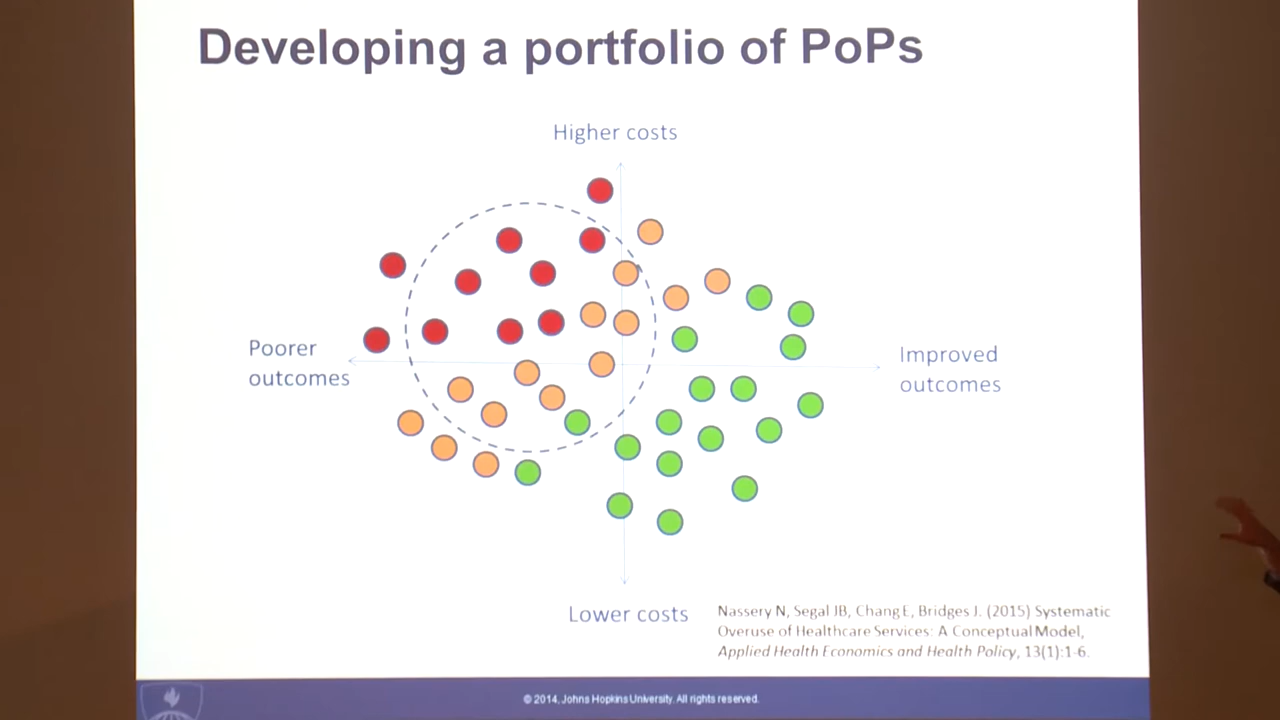 Developing a portfolio of PoPs
Higher costs
Poorer
outcomes
Improved
outcomes
Lower costs
Nassery N, Segal JB, Chang E, Bridges J. (2015) Systematic
Overuse of Healthcare Services: A Conceptual Model,
Applied Health Economics and Health Policy, 13(1):1-6.
© 2014, Johns Hopkins University. All rights reserved.